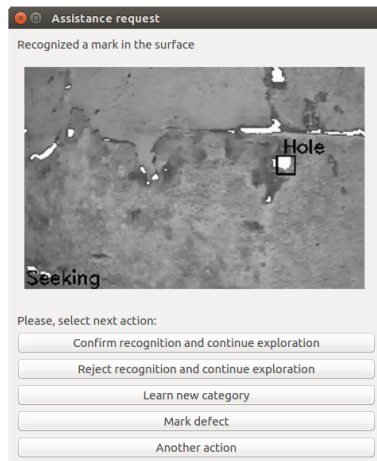 Assistance request
Recognized a mark in the surface
Hole
Seeking
Please, select next action:
Confirm recognition and continue exploration
Reject recognition and continue exploration
Learn new category
Mark defect
Another action